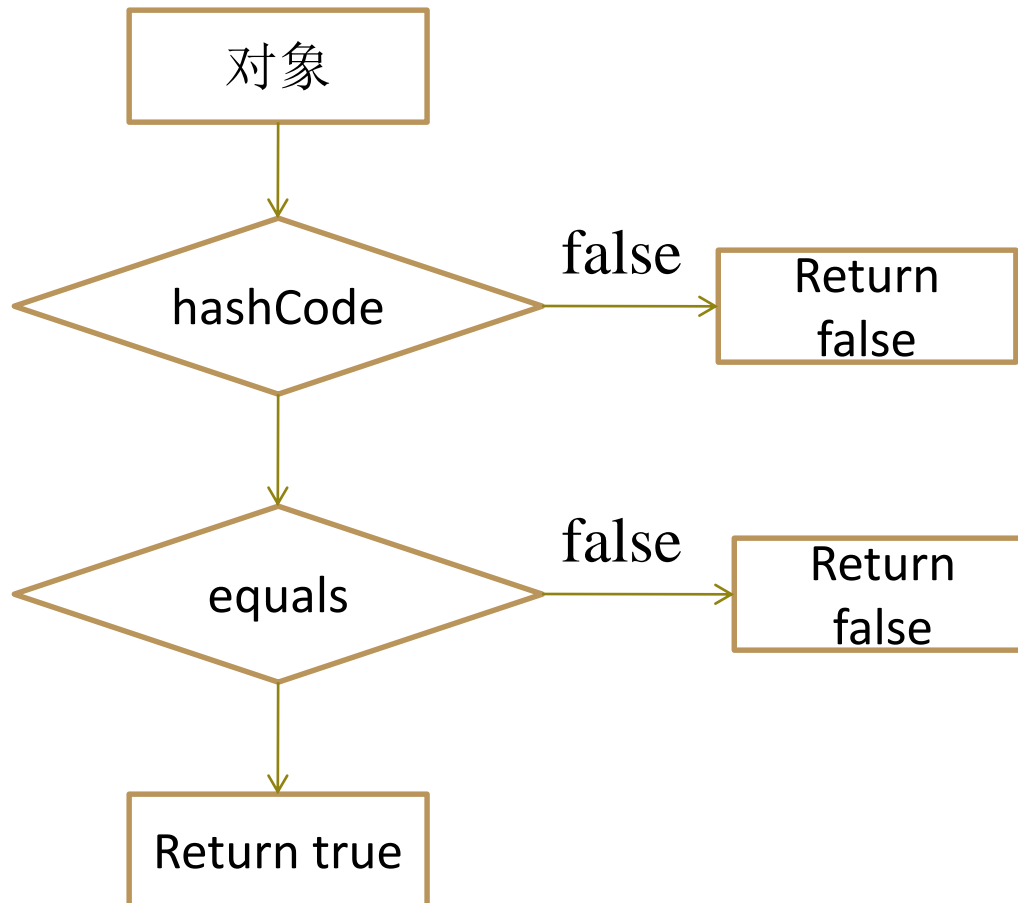 对象
false
Return
false
hashCode
false
Return
false
equals
Return true